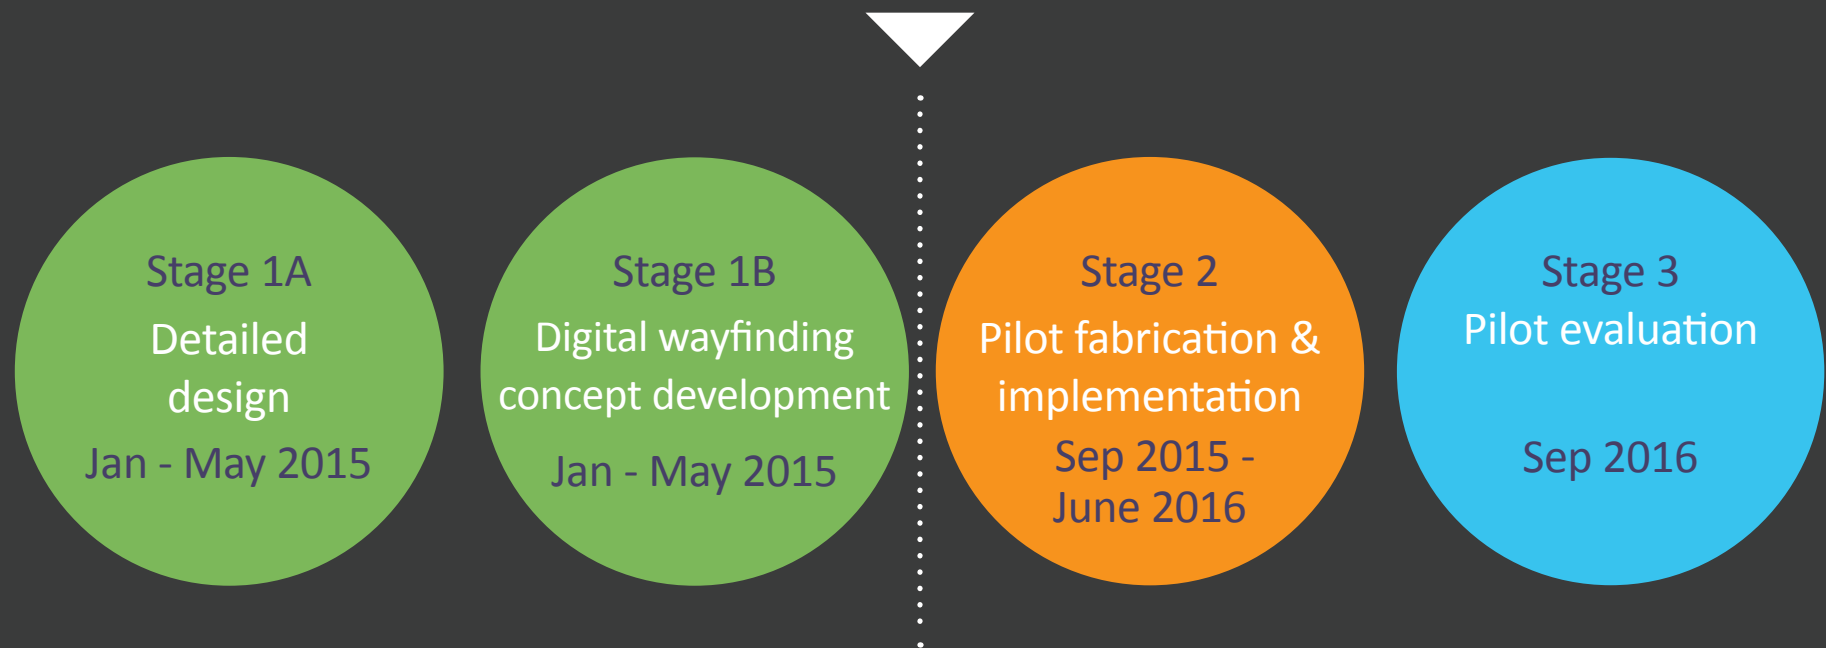 Stage 1A
Detailed
design
Jan - May 2015
Stage 1B
Digital wayfinding
concept development
Jan - May 2015
Stage 2
Pilot fabrication &
implementation
Sep 2015 -
June 2016
Stage 3
Pilot evaluation
Sep 2016